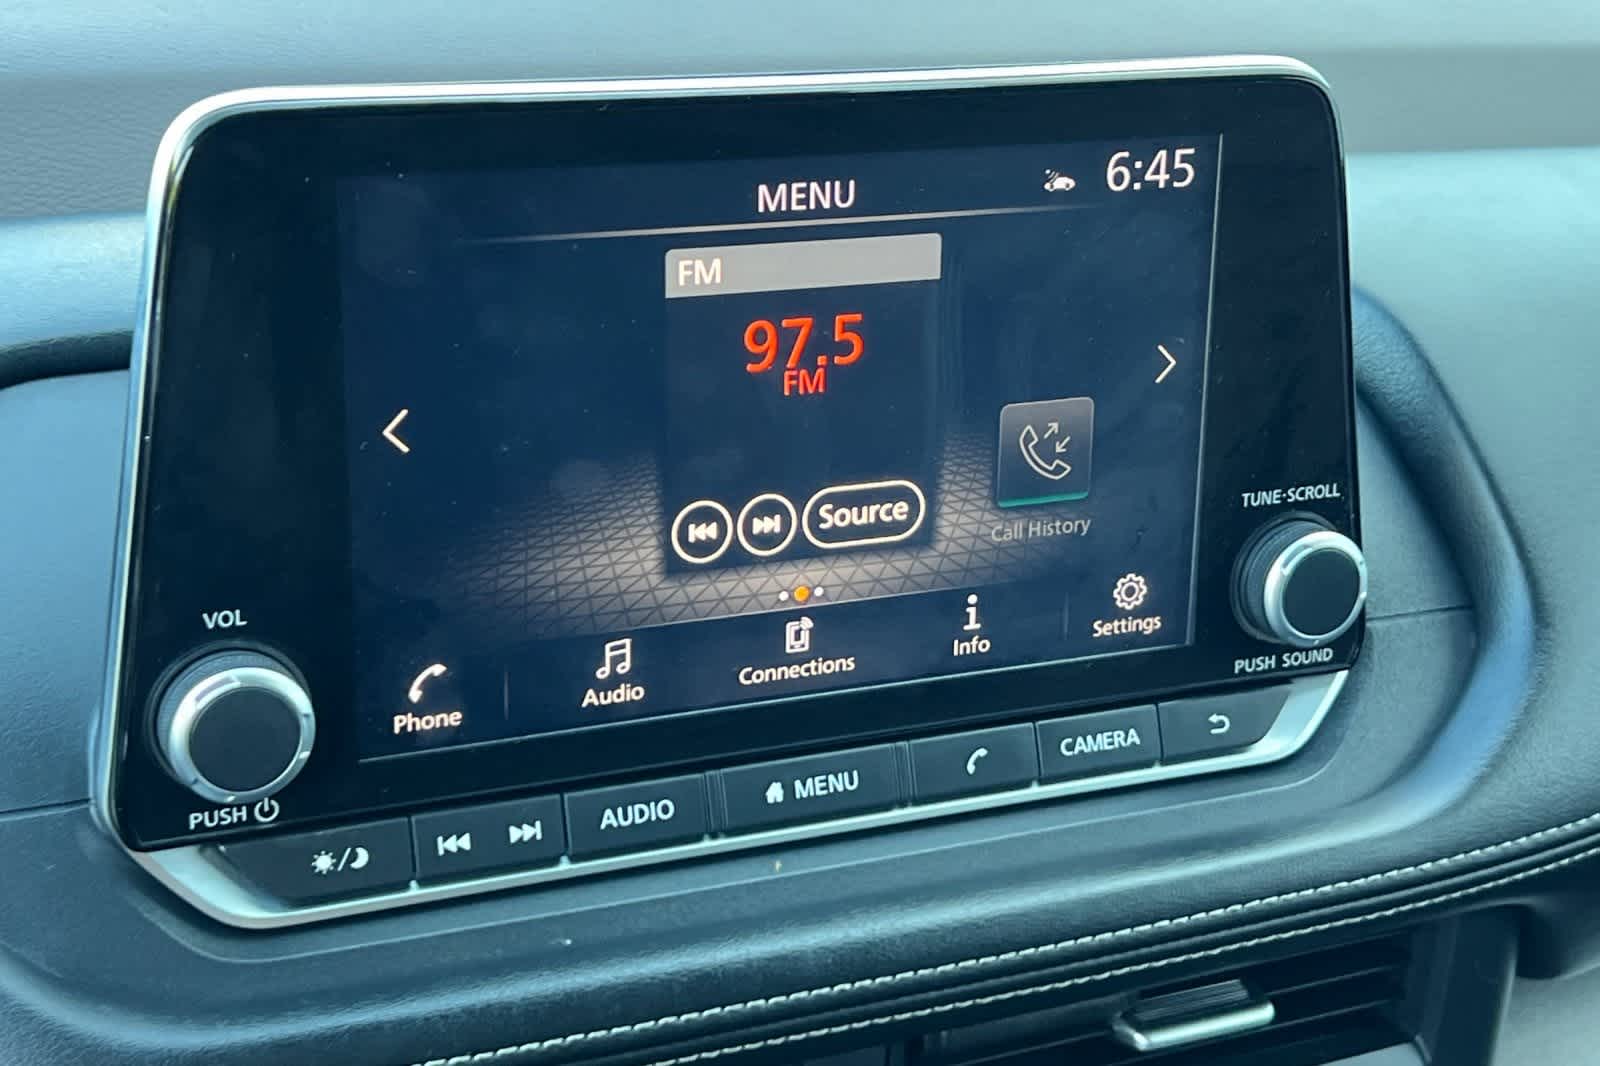 MENU
6:45
FM
97.5
FM
Source
Call History
Phone
Audio
Connections
Info
Settings
VOL
PUSH
TUNE·SCROLL
PUSH SOUND
AUDIO
MENU
CAMERA